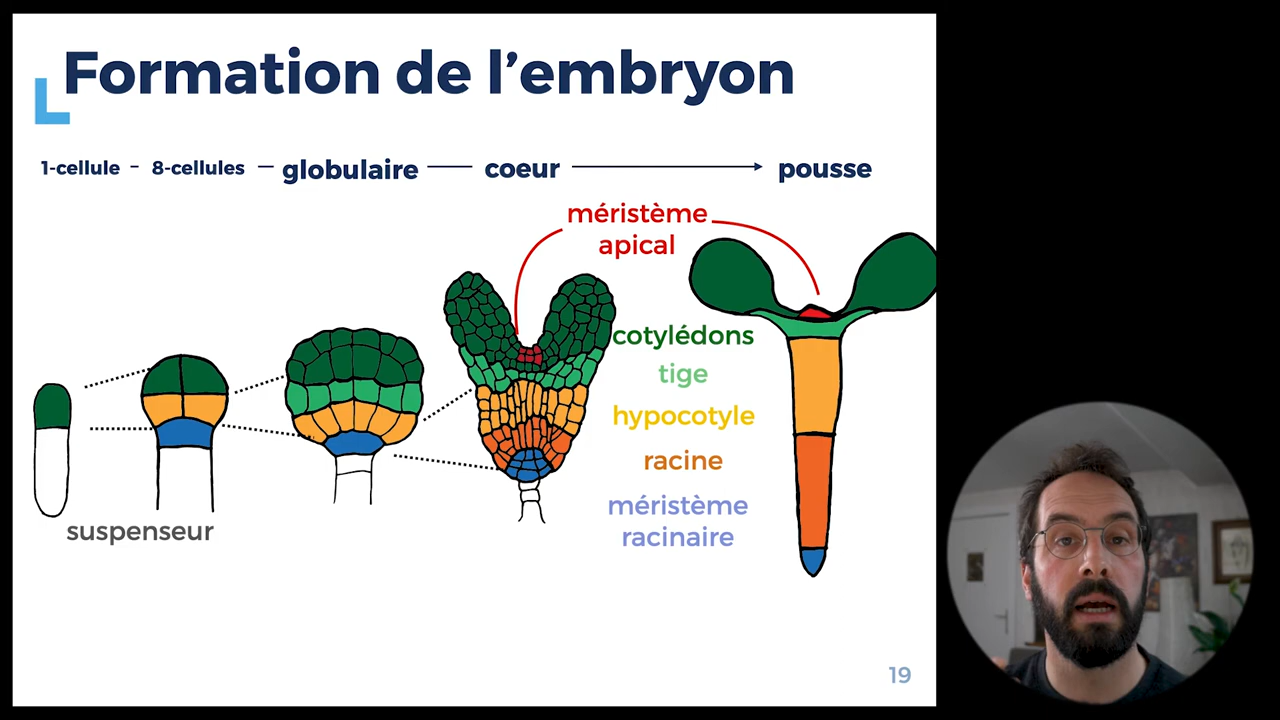 Formation de l'embryon
1-cellule – 8-cellules — globulaire — coeur → pousse
méristème
apical
cotylédons
tige
hypocotyle
racine
méristème
racinaire
suspenseur
19